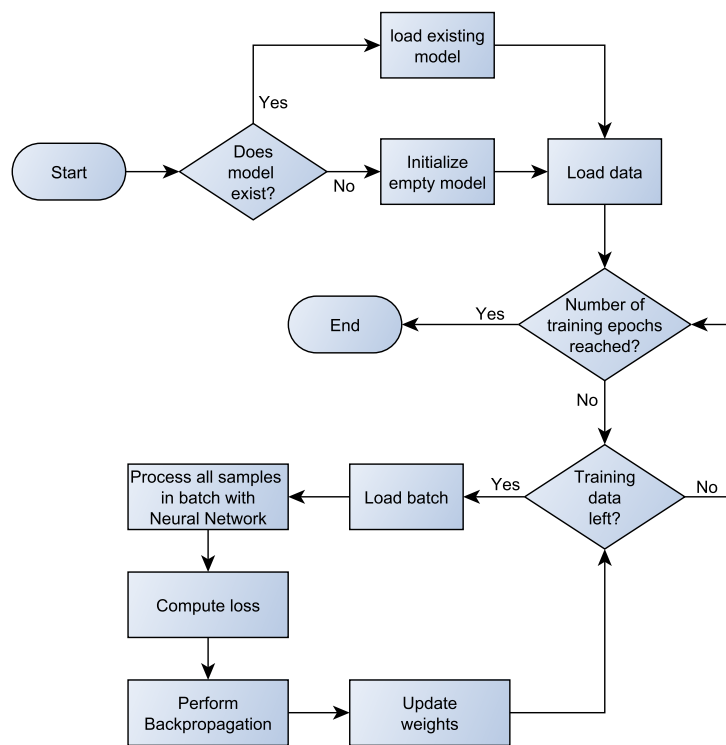 load existing
model
Yes
Start
Does
model
exist?
No
Initialize
empty model
Load data
End
Yes
Number of
training epochs
reached?
No
Process all samples
in batch with
Neural Network
Load batch
Yes
Training
data
left?
No
Compute loss
Perform
Backpropagation
Update
weights